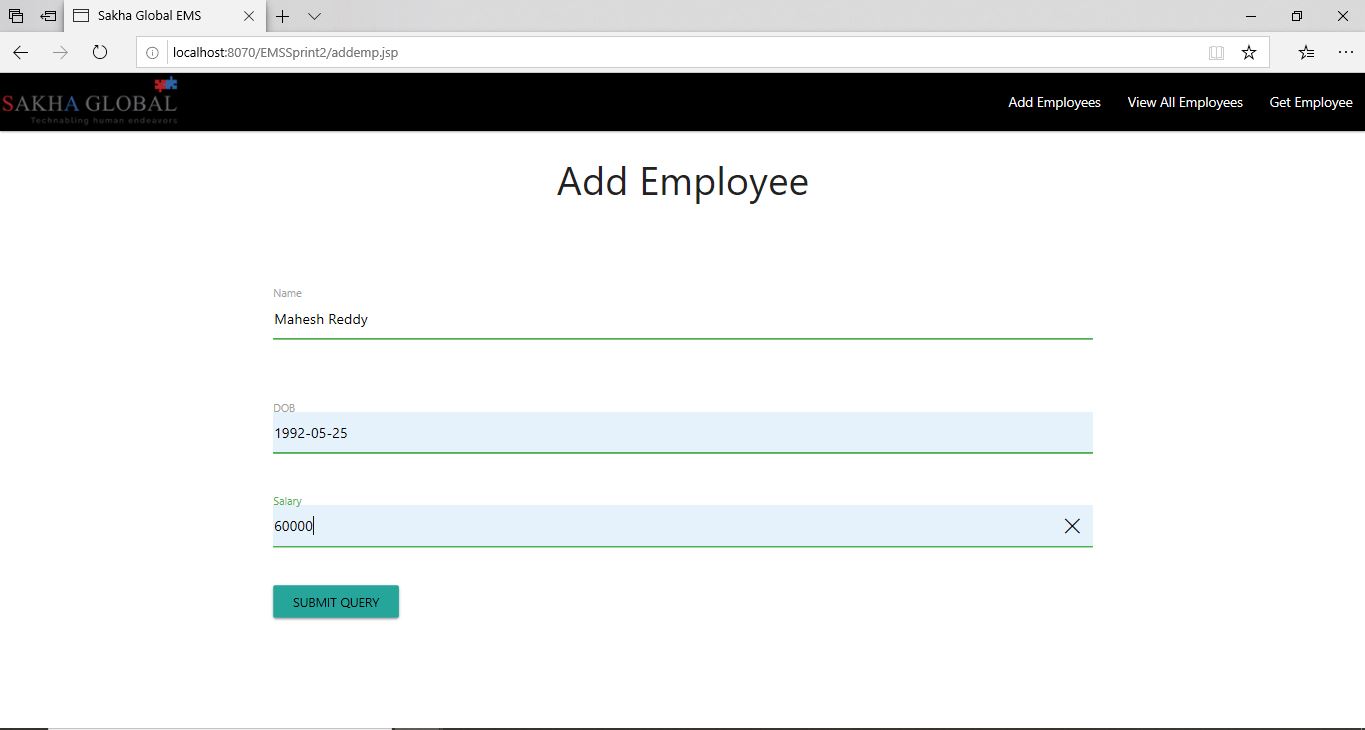 Sakha Global EMS
localhost:8070/EMSSprint2/addemp.jsp
SAKHA GLOBAL
Technabling human endeavors
Add Employees View All Employees Get Employee
Add Employee
Name
Mahesh Reddy
DOB
1992-05-25
Salary
60000
SUBMIT QUERY